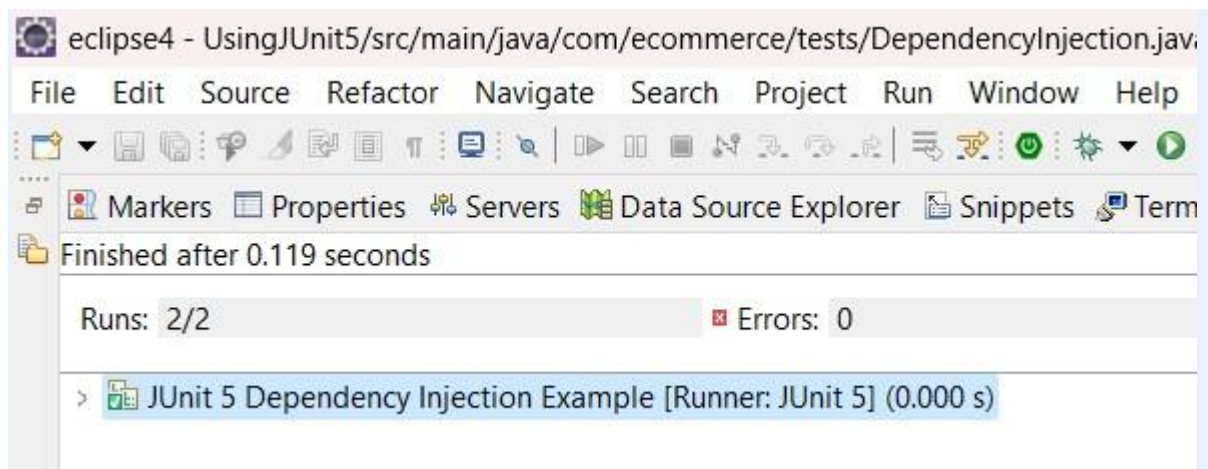 eclipse4 - UsingJUnit5/src/main/java/com/ecommerce/tests/DependencyInjection.java
File Edit Source Refactor Navigate Search Project Run Window Help
Markers Properties Servers Data Source Explorer Snippets Term
Finished after 0.119 seconds
Runs: 2/2 Errors: 0
JUnit 5 Dependency Injection Example [Runner: JUnit 5] (0.000 s)